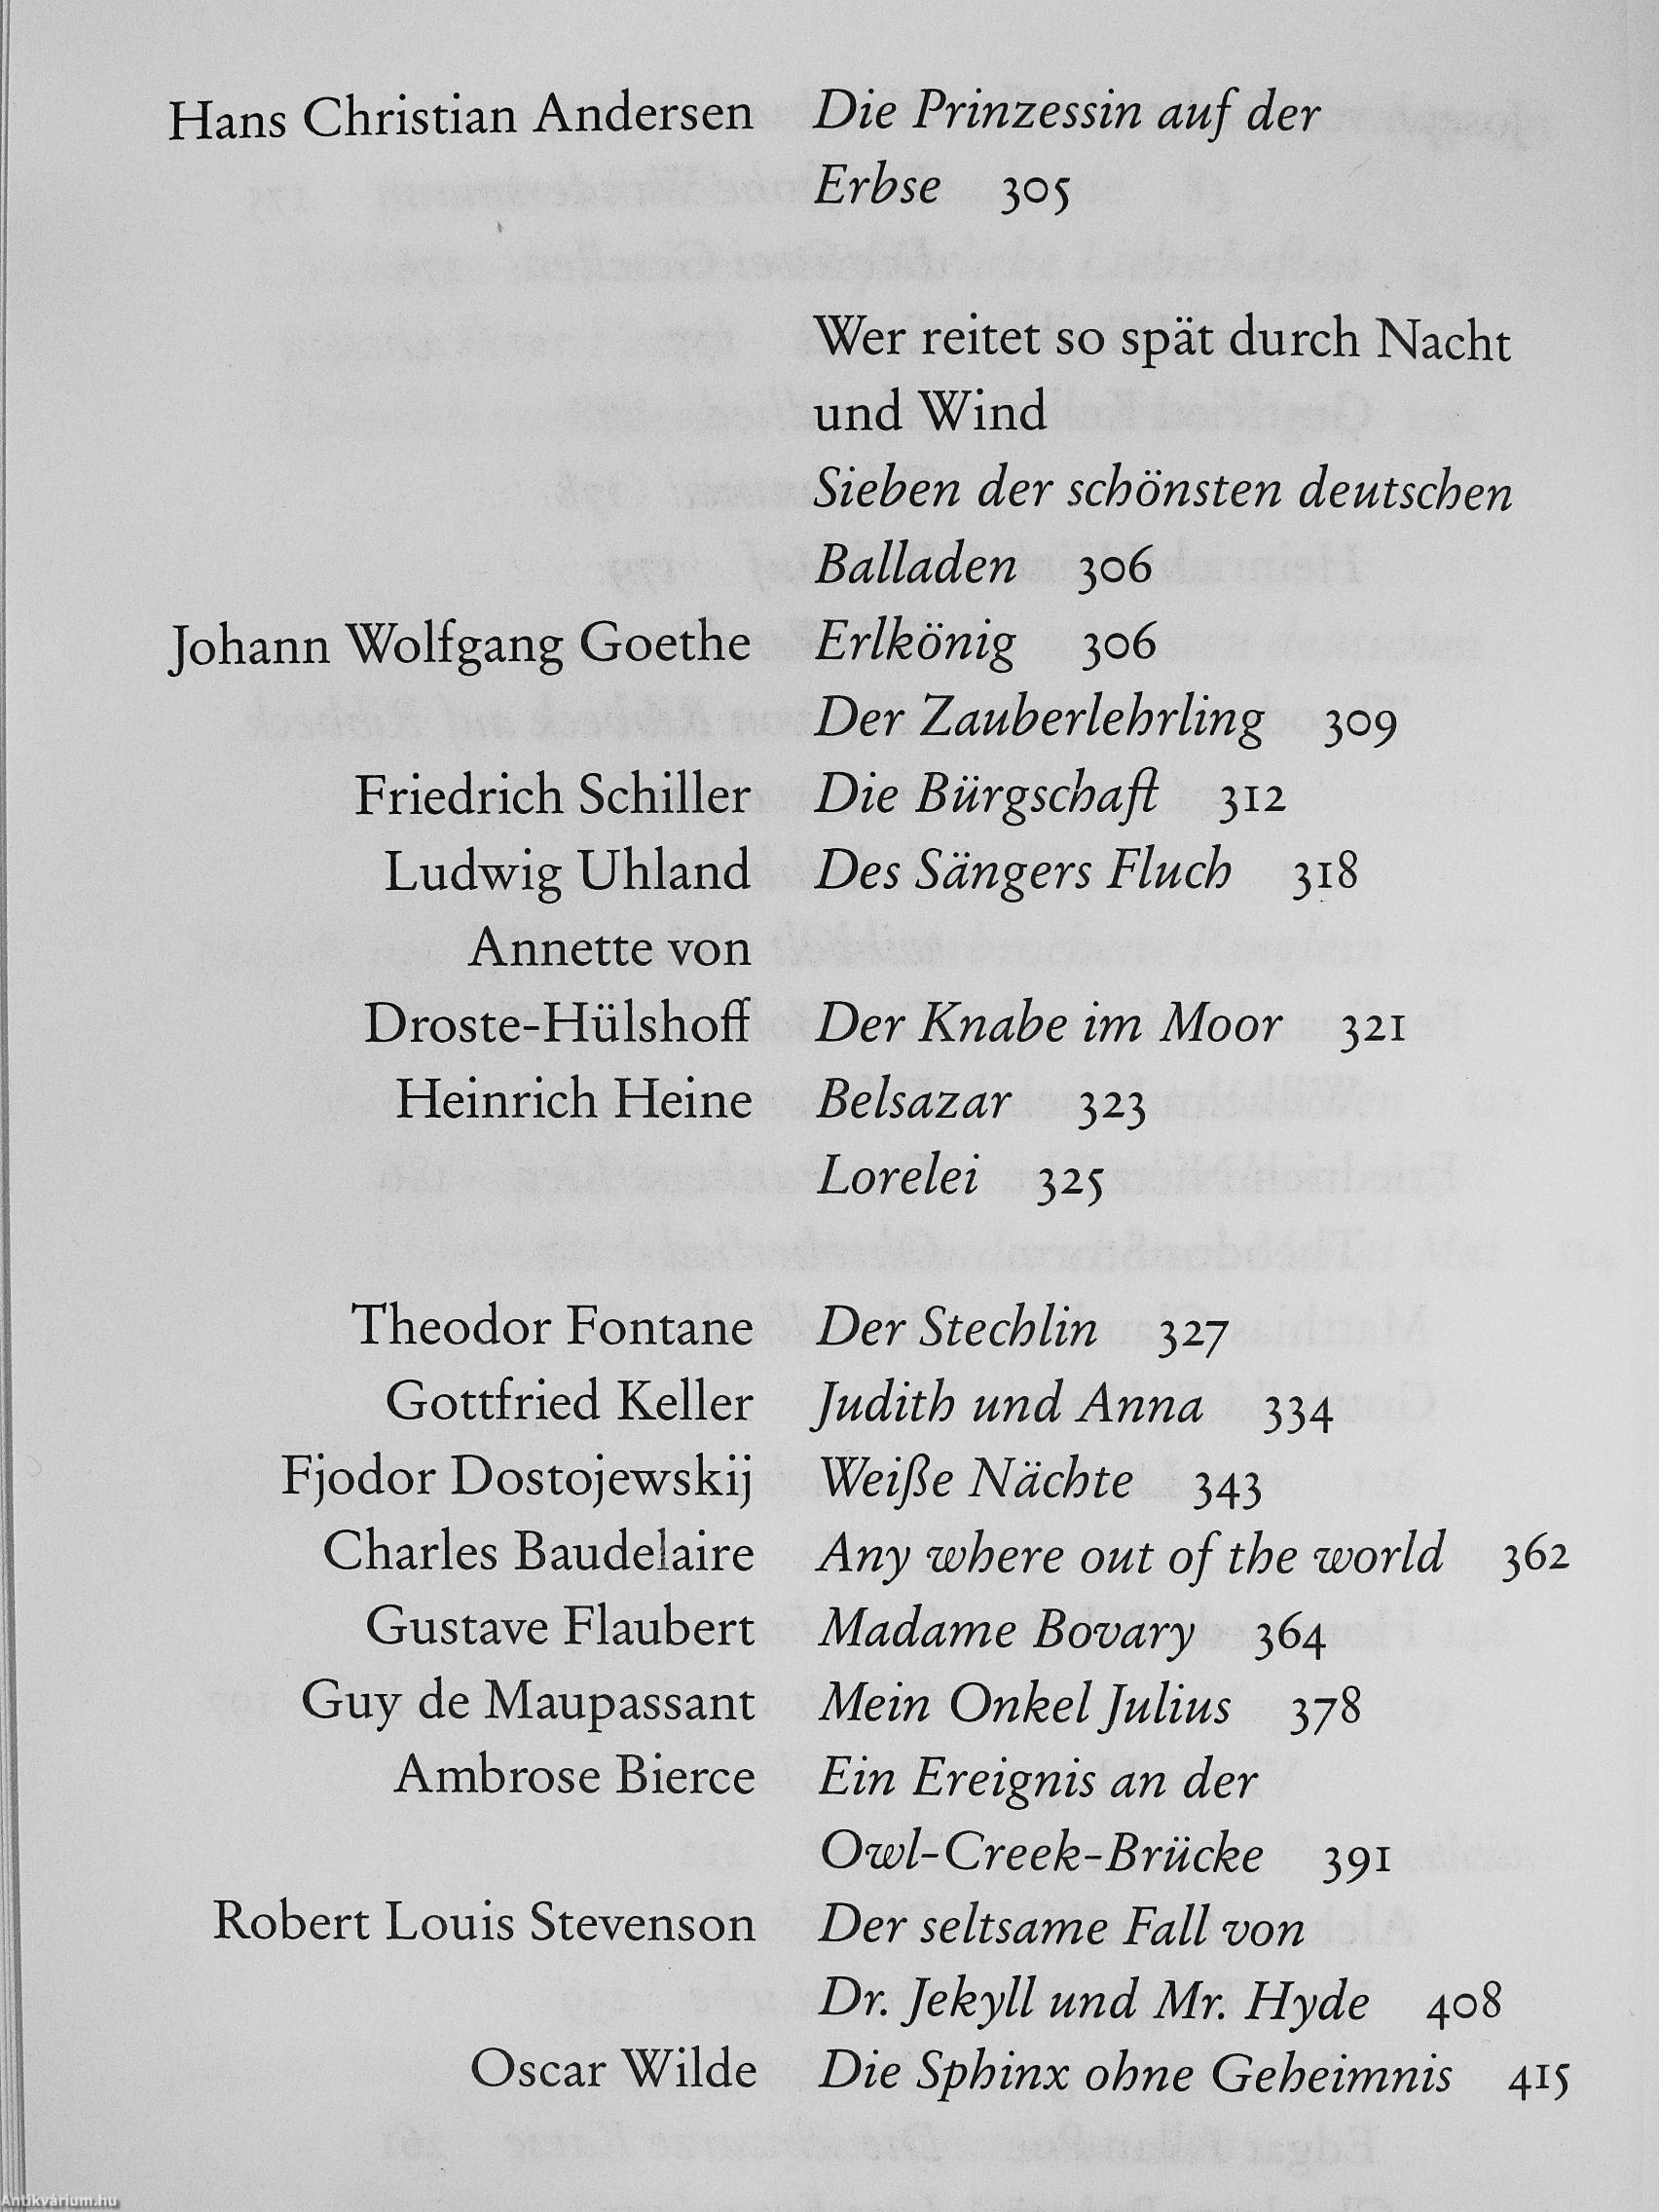 Hans Christian Andersen Die Prinzessin auf der
Erbse 305
Wer reitet so spät durch Nacht
und Wind
Sieben der schönsten deutschen
Balladen 306
Johann Wolfgang Goethe Erlkönig 306
Der Zauberlehrling 309
Friedrich Schiller Die Bürgschaft 312
Ludwig Uhland Des Sängers Fluch 318
Annette von
Droste-Hülshoff Der Knabe im Moor 321
Heinrich Heine Belsazar 323
Lorelei 325
Theodor Fontane Der Stechlin 327
Gottfried Keller Judith und Anna 334
Fjodor Dostojewskij Weiße Nächte 343
Charles Baudelaire Any where out of the world 362
Gustave Flaubert Madame Bovary 364
Guy de Maupassant Mein Onkel Julius 378
Ambrose Bierce Ein Ereignis an der
Owl-Creek-Brücke 391
Robert Louis Stevenson Der seltsame Fall von
Dr. Jekyll und Mr. Hyde 408
Oscar Wilde Die Sphinx ohne Geheimnis 415
Antikvárium.hu